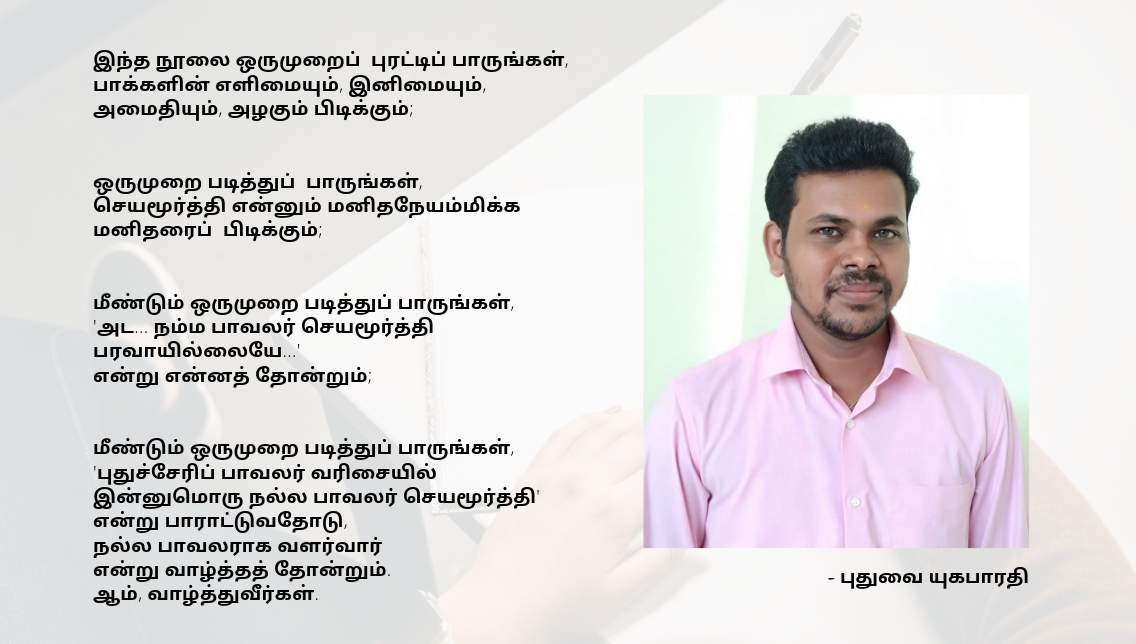 இந்த நூலை ஒருமுறைப் புரட்டிப் பாருங்கள்,
பாக்களின் எளிமையும், இனிமையும்,
அமைதியும், அழகும் பிடிக்கும்;
ஒருமுறை படித்துப் பாருங்கள்,
செயமூர்த்தி என்னும் மனிதநேயம்மிக்க
மனிதரைப் பிடிக்கும்;
மீண்டும் ஒருமுறை படித்துப் பாருங்கள்,
'அட... நம்ம பாவலர் செயமூர்த்தி
பரவாயில்லையே...'
என்று என்னத் தோன்றும்;
மீண்டும் ஒருமுறை படித்துப் பாருங்கள்,
'புதுச்சேரிப் பாவலர் வரிசையில்
இன்னுமொரு நல்ல பாவலர் செயமூர்த்தி'
என்று பாராட்டுவதோடு,
நல்ல பாவலராக வளர்வார்
என்று வாழ்த்தத் தோன்றும்.
ஆம், வாழ்த்துவீர்கள்.
- புதுவை யுகபாரதி